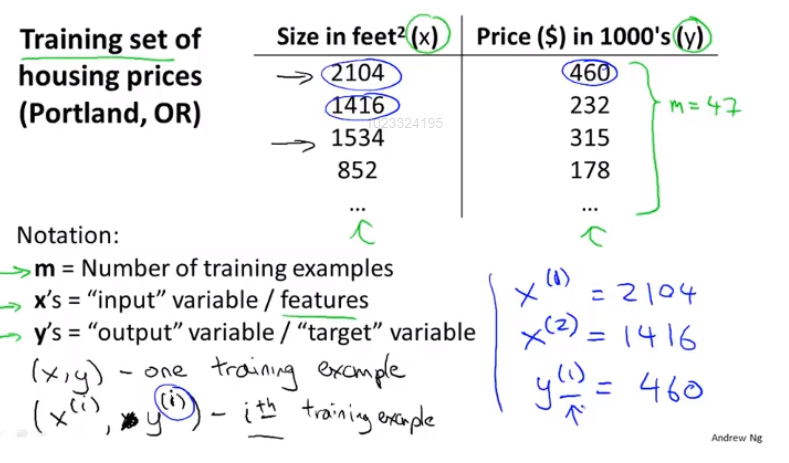 Training set of housing prices (Portland, OR)
Size in feet² (x) Price ($) in 1000's (y)
2104 460
1416 232
1023324195
1534 315
852 178
... ...
m = 47
Notation:
m = Number of training examples
x's = “input” variable / features
y's = “output” variable / “target” variable
(x, y) - one training example
(x^(i), y^(i)) - i^th training example
x^(1) = 2104
x^(2) = 1416
y^(1) = 460
Andrew Ng